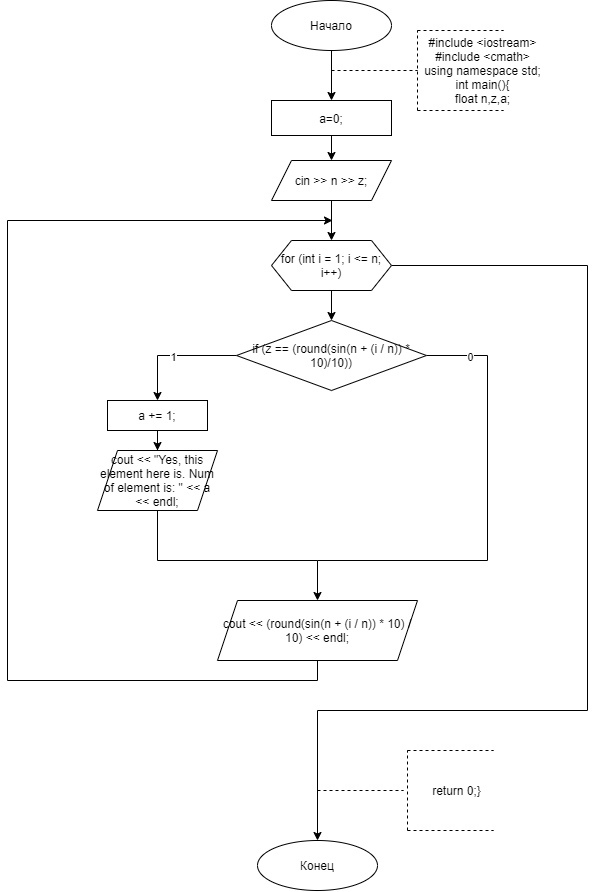 Начало
#include <iostream>
#include <cmath>
using namespace std;
int main(){
float n,z,a;
a=0;
cin >> n >> z;
for (int i = 1; i <= n;
i++)
if (z == (round(sin(n + (i / n)) *
10)/10))
1
0
a += 1;
cout << "Yes, this
element here is. Num
of element is: " << a
<< endl;
cout << (round(sin(n + (i / n)) * 10) /
10) << endl;
return 0;}
Конец